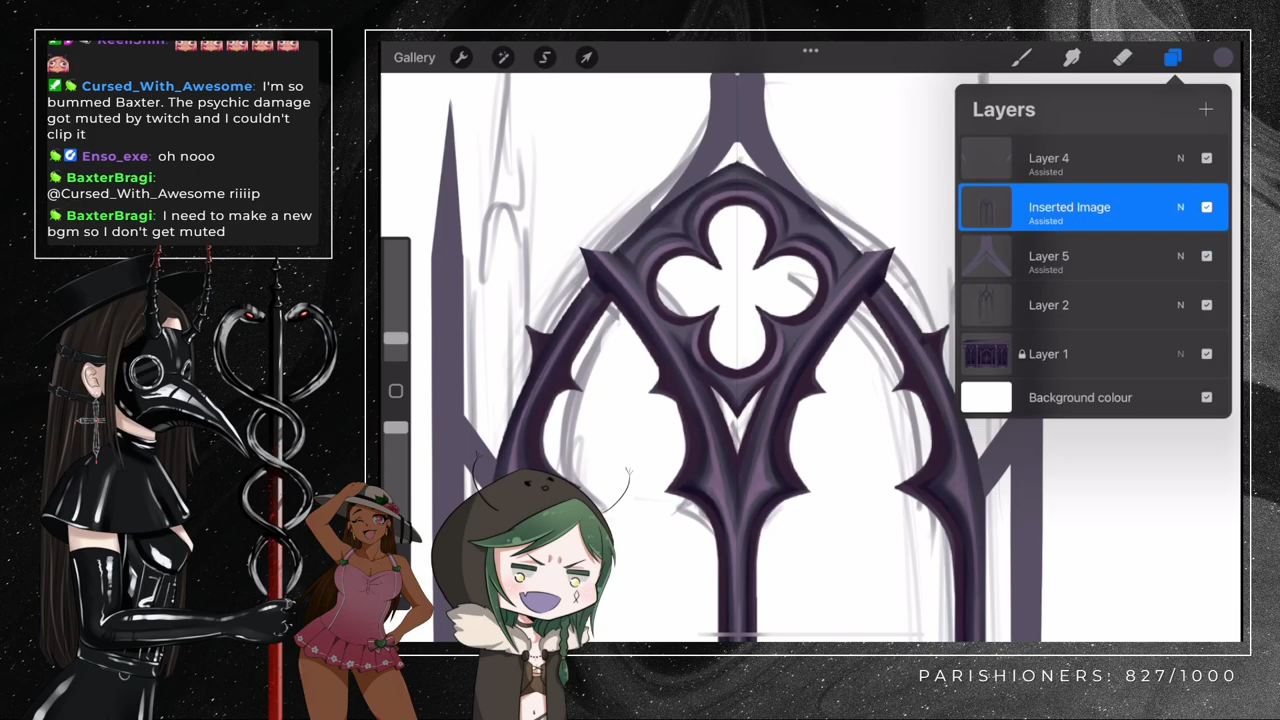 Cursed_With_Awesome: I'm so
bummed Baxter. The psychic damage
got muted by twitch and I couldn't
clip it
Enso_exe: oh nooo
BaxterBragi:
@Cursed_With_Awesome riiiip
BaxterBragi: I need to make a new
bgm so I don't get muted
Gallery
Layers
Layer 4
N
Assisted
Inserted Image
N
Assisted
Layer 5
N
Assisted
Layer 2
N
Layer 1
N
Background colour
PARISHIONERS: 827/1000